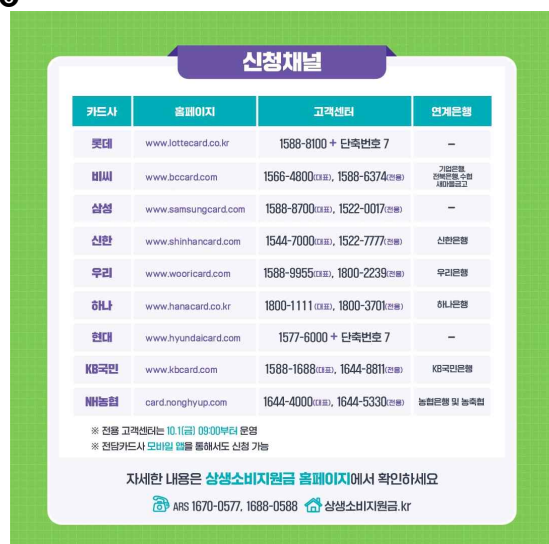 신청채널
카드사 홈페이지 고객센터 연계은행
롯데 www.lottecard.co.kr 1588-8100 + 단축번호 7 –
비씨 www.bccard.com 1566-4800(대표), 1588-6374(전용) 기업은행, 전북은행, 수협 새마을금고
삼성 www.samsungcard.com 1588-8700(대표), 1522-0017(전용) –
신한 www.shinhancard.com 1544-7000(대표), 1522-7777(전용) 신한은행
우리 www.wooricard.com 1588-9955(대표), 1800-2239(전용) 우리은행
하나 www.hanacard.co.kr 1800-1111(대표), 1800-3701(전용) 하나은행
현대 www.hyundaicard.com 1577-6000 + 단축번호 7 –
KB국민 www.kbcard.com 1588-1688(대표), 1644-8811(전용) KB국민은행
NH농협 card.nonghyup.com 1644-4000(대표), 1644-5330(전용) 농협은행 및 농축협
※ 전용 고객센터는 10.1(금) 09:00부터 운영
※ 전담카드사 모바일 앱을 통해서도 신청 가능
자세한 내용은 상생소비지원금 홈페이지에서 확인하세요
ARS 1670-0577, 1688-0588 상생소비지원금.kr